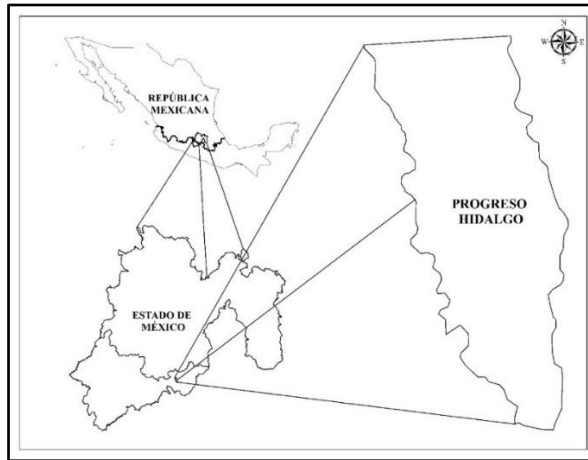 N
W E
S
REPÚBLICA
MEXICANA
PROGRESO
HIDALGO
ESTADO DE
MÉXICO